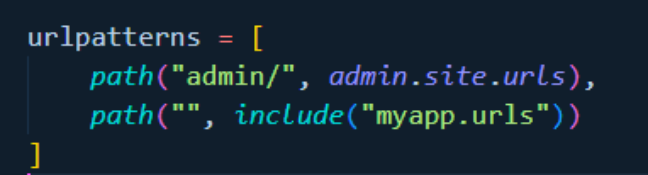 urlpatterns = [
    path("admin/", admin.site.urls),
    path("", include("myapp.urls"))
]